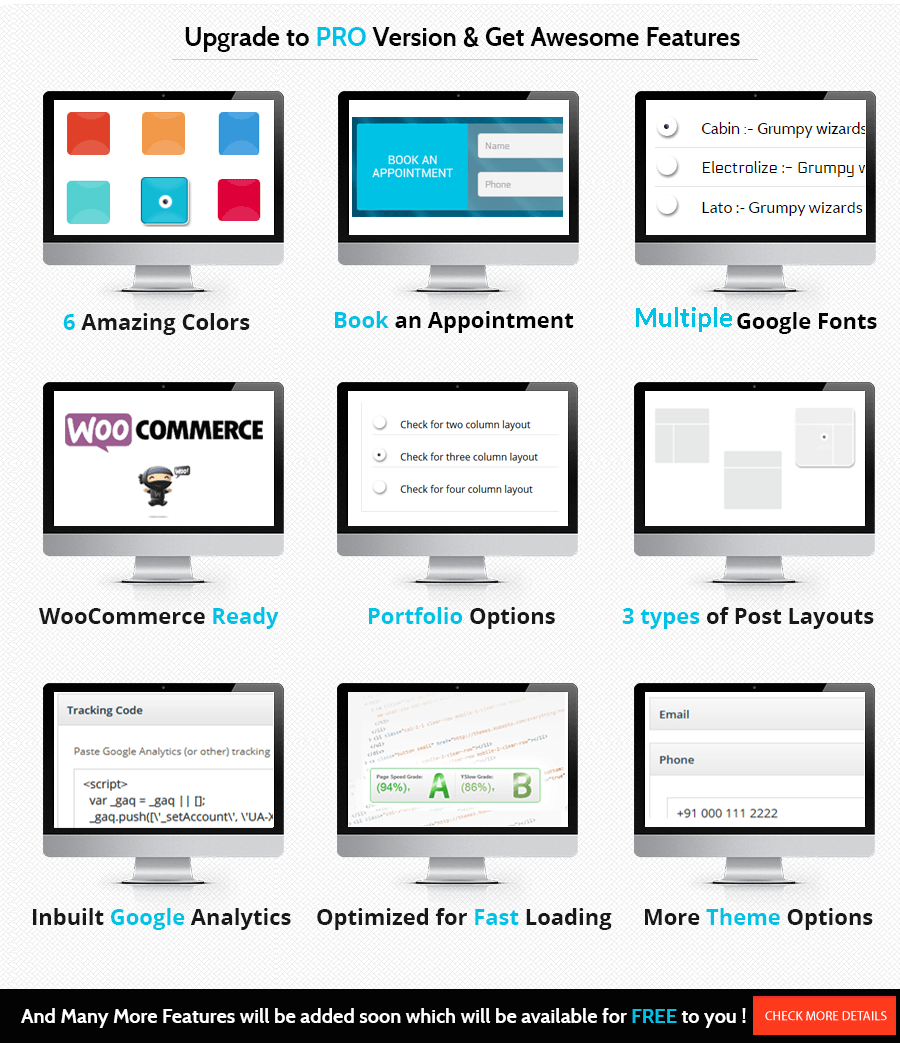 Upgrade to PRO Version & Get Awesome Features
6 Amazing Colors
BOOK AN
APPOINTMENT
Name
Phone
Book an Appointment
Cabin :- Grumpy wizards
Electrolize :- Grumpy w
Lato :- Grumpy wizards
Multiple Google Fonts
WOO COMMERCE
WOO!
WooCommerce Ready
Check for two column layout
Check for three column layout
Check for four column layout
Portfolio Options
3 types of Post Layouts
Tracking Code
Paste Google Analytics (or other) tracking
<script>
var _gaq = _gaq || [];
_gaq.push([\'_setAccount\', \'UA-X
Inbuilt Google Analytics
Page Speed Grade:
(94%), A
YSlow Grade:
(86%), B
Optimized for Fast Loading
Email
Phone
+91 000 111 2222
More Theme Options
And Many More Features will be added soon which will be available for FREE to you !
CHECK MORE DETAILS